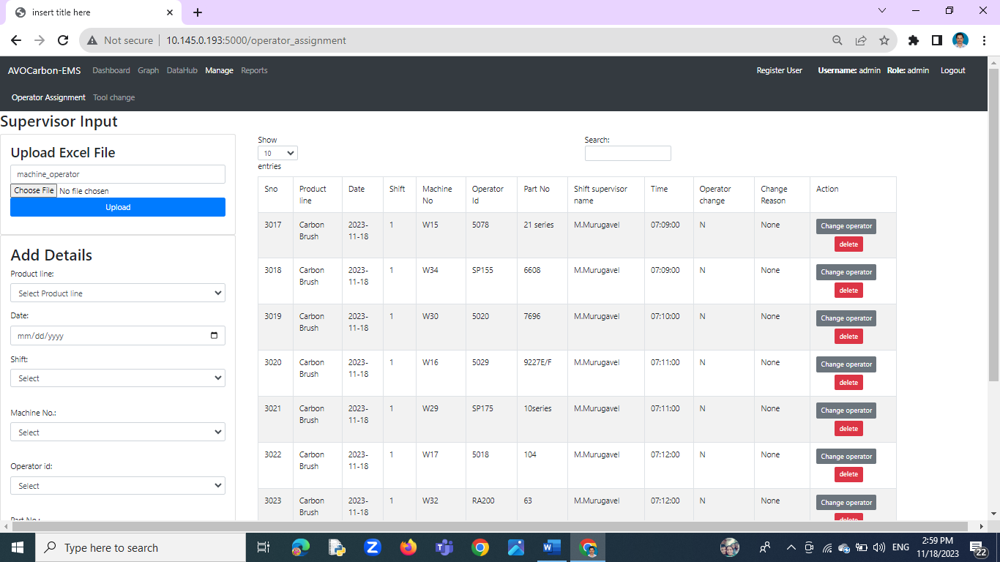 insert title here
Not secure
10.145.0.193:5000/operator_assignment
AVOCarbon-EMS Dashboard Graph DataHub Manage Reports Register User Username: admin Role: admin Logout
Operator Assignment Tool change
Supervisor Input
Upload Excel File
machine_operator
Choose File No file chosen
Upload
Add Details
Product line:
Select Product line
Date:
mm/dd/yyyy
Shift:
Select
Machine No.:
Select
Operator id:
Select
Part No.:
Show
10
entries
Search:
Sno Product line Date Shift Machine No Operator Id Part No Shift supervisor name Time Operator change Change Reason Action
3017 Carbon Brush 2023-11-18 1 W15 5078 21 series M.Murugavel 07:09:00 N None Change operator
delete
3018 Carbon Brush 2023-11-18 1 W34 SP155 6608 M.Murugavel 07:09:00 N None Change operator
delete
3019 Carbon Brush 2023-11-18 1 W30 5020 7696 M.Murugavel 07:10:00 N None Change operator
delete
3020 Carbon Brush 2023-11-18 1 W16 5029 9227E/F M.Murugavel 07:11:00 N None Change operator
delete
3021 Carbon Brush 2023-11-18 1 W29 SP175 10series M.Murugavel 07:11:00 N None Change operator
delete
3022 Carbon Brush 2023-11-18 1 W17 5018 104 M.Murugavel 07:12:00 N None Change operator
delete
3023 Carbon Brush 2023-11-18 1 W32 RA200 63 M.Murugavel 07:12:00 N None Change operator
delete
Type here to search
ENG
2:59 PM
11/18/2023
22